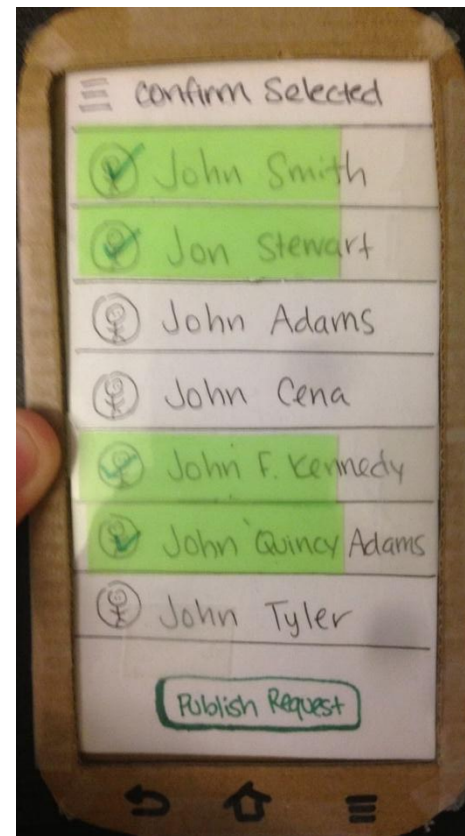 Confirm Selected
John Smith
Jon Stewart
John Adams
John Cena
John F. Kennedy
John Quincy Adams
John Tyler
Publish Request